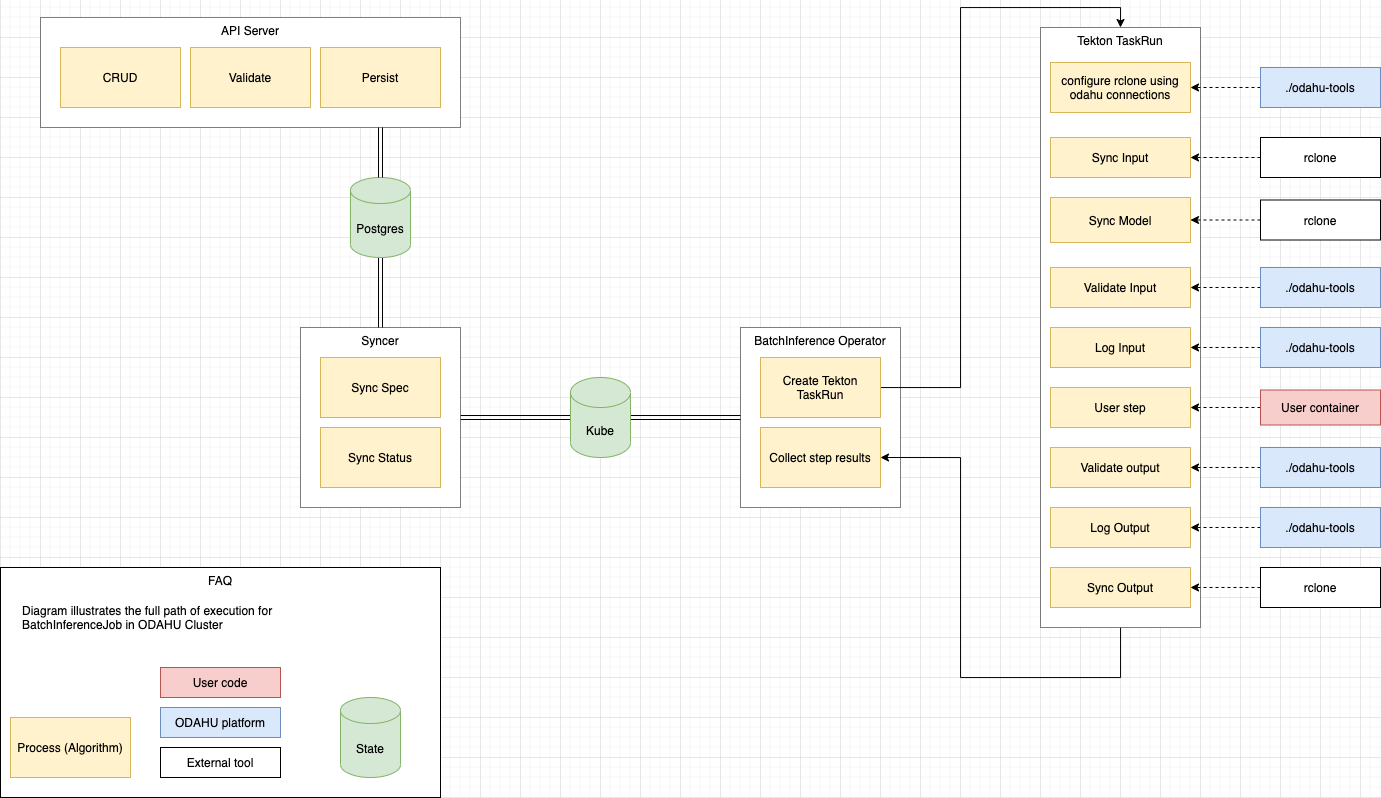 API Server
CRUD
Validate
Persist
Postgres
Syncer
Sync Spec
Sync Status
Kube
BatchInference Operator
Create Tekton
TaskRun
Collect step results
Tekton TaskRun
configure rclone using
odahu connections
./odahu-tools
Sync Input
rclone
Sync Model
rclone
Validate Input
./odahu-tools
Log Input
./odahu-tools
User step
User container
Validate output
./odahu-tools
Log Output
./odahu-tools
Sync Output
rclone
FAQ
Diagram illustrates the full path of execution for
BatchInferenceJob in ODAHU Cluster
User code
ODAHU platform
External tool
Process (Algorithm)
State